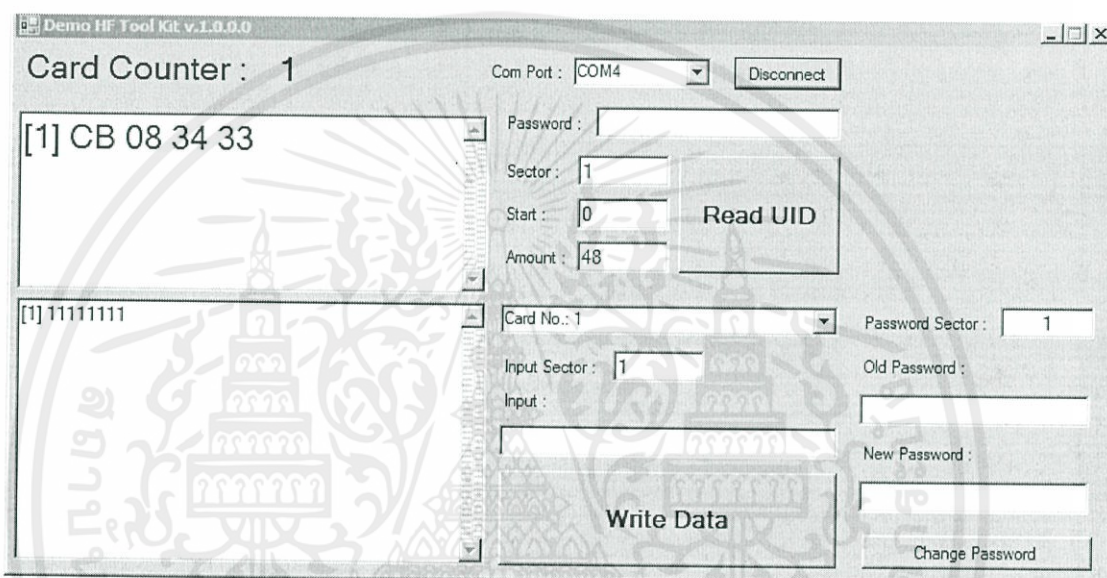 Demo HF Tool Kit v.1.0.0.0
Card Counter : 1
Com Port : COM4
Disconnect
[1] CB 08 34 33
Password :
Sector : 1
Start : 0
Amount : 48
Read UID
[1] 11111111
Card No.: 1
Input Sector : 1
Input :
Write Data
Password Sector : 1
Old Password :
New Password :
Change Password